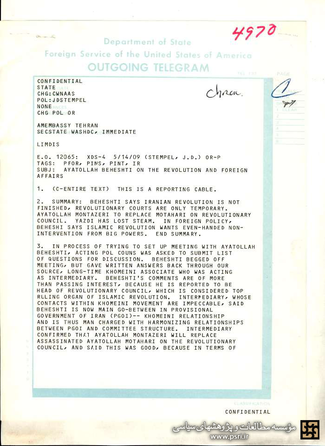 4970
Department of State
Foreign Service of the United States of America
OUTGOING TELEGRAM
CONFIDENTIAL
STATE
CHG:CWNAAS
POL:JDSTEMPEL
NONE
CHG POL OR
AMEMBASSY TEHRAN
SECSTATE WASHDC, IMMEDIATE
LIMDIS
E.O. 12065: XDS-4 5/14/09 (STEMPEL, J.D.) OR-P
TAGS: PFOR, PINS, PINT, IR
SUBJ: AYATOLLAH BEHESHTI ON THE REVOLUTION AND FOREIGN
AFFAIRS
1. (C-ENTIRE TEXT) THIS IS A REPORTING CABLE.
2. SUMMARY: BEHESHTI SAYS IRANIAN REVOLUTION IS NOT
FINISHED, REVOLUTIONARY COURTS ARE ONLY TEMPORARY,
AYATOLLAH MONTAZERI TO REPLACE MOTAHARI ON REVOLUTIONARY
COUNCIL. YAZDI HAS LOST STEAM. IN FOREIGN POLICY,
BEHESHI SAYS ISLAMIC REVOLUTION WANTS EVEN-HANDED NON-
INTERVENTION FROM BIG POWERS. END SUMMARY.
3. IN PROCESS OF TRYING TO SET UP MEETING WITH AYATOLLAH
BEHESHTI, ACTING POL COUNS WAS ASKED TO SUBMIT LIST
OF QUESTIONS FOR DISCUSSION. BEHESHTI BEGGED OFF
MEETING, BUT GAVE WRITTEN ANSWERS BACK THROUGH OUR
SOURCE, LONG-TIME KHOMEINI ASSOCIATE WHO WAS ACTING
AS INTERMEDIARY. BEHESHTI'S COMMENTS ARE OF MORE
THAN PASSING INTEREST, BECAUSE HE IS REPORTED TO BE
HEAD OF REVOLUTIONARY COUNCIL, WHICH IS CONSIDERED TOP
RULING ORGAN OF ISLAMIC REVOLUTION. INTERMEDIARY, WHOSE
CONTACTS WITHIN KHOMEINI MOVEMENT ARE IMPECCABLE, SAID
BEHESHTI IS NOW MAIN GO-BETWEEN IN PROVISIONAL
GOVERNMENT OF IRAN (PGOI)-- KHOMEINI RELATIONSHIP
AND IS THUS MAN CHARGED WITH HARMONIZING RELATIONSHIPS
BETWEEN PGOI AND COMMITTEE STRUCTURE. INTERMEDIARY
CONFIRMED THAT AYATOLLAH MONTAZERI WILL REPLACE
ASSASSINATED AYATOLLAH MOTAHARI ON THE REVOLUTIONARY
COUNCIL, AND SAID THIS WAS GOOD, BECAUSE IN TERMS OF
CONFIDENTIAL
مؤسسه مطالعات و پژوهشهای سیاسی
www.psri.ir